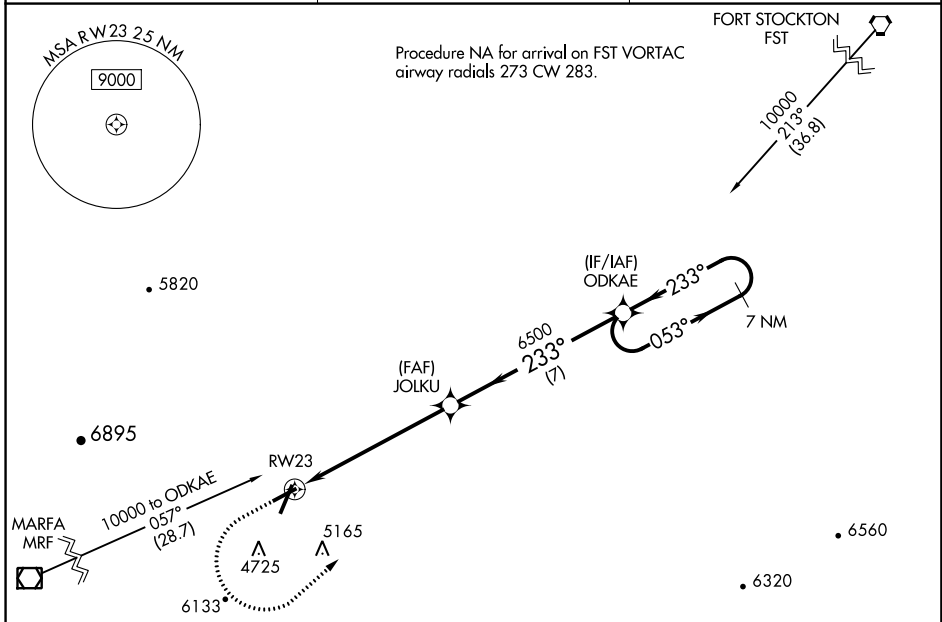 MSA RW23 25 NM
9000
Procedure NA for arrival on FST VORTAC
airway radials 273 CW 283.
FORT STOCKTON
FST
10000
213°
(36.8)
5820
(IF/IAF)
ODKAE
233°
053°
7 NM
6500
233°
(7)
(FAF)
JOLKU
6895
RW23
10000 to ODKAE
057°
(28.7)
MARFA
MRF
4725
5165
6133
6560
6320